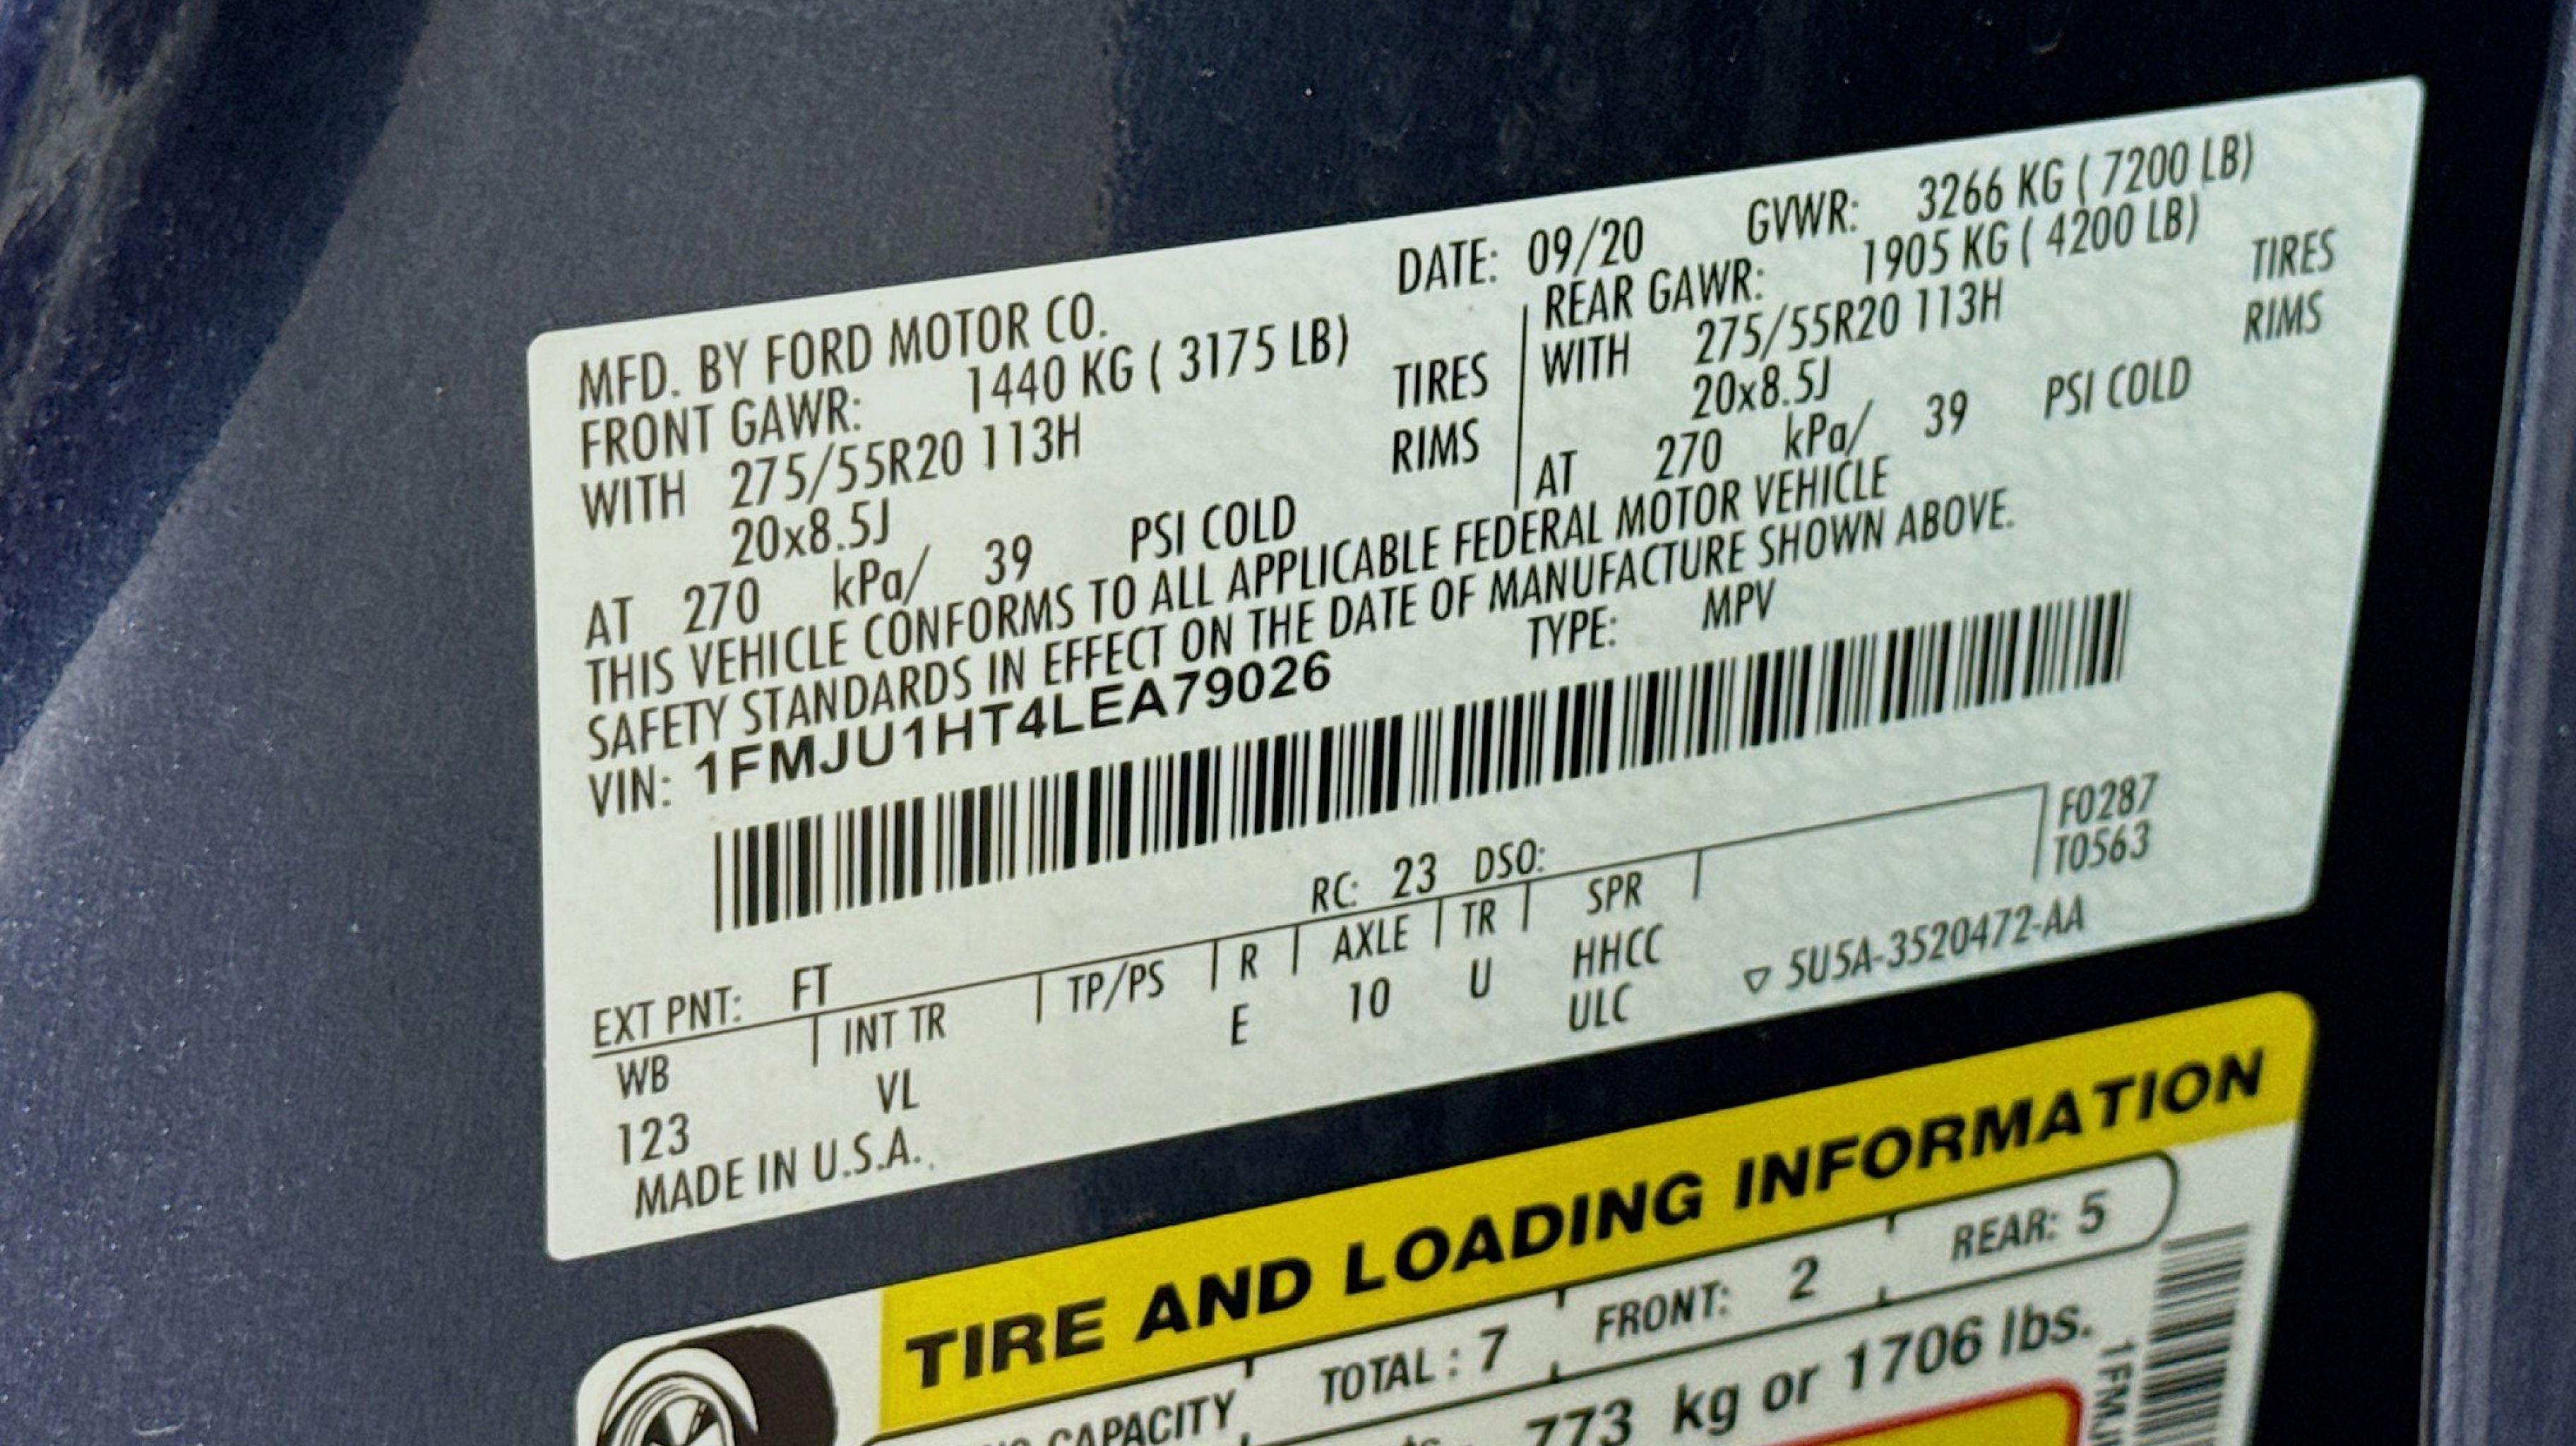 MFD. BY FORD MOTOR CO. DATE: 09/20 GVWR: 3266 KG ( 7200 LB)
FRONT GAWR: 1440 KG ( 3175 LB) REAR GAWR: 1905 KG ( 4200 LB)
WITH 275/55R20 113H TIRES WITH 275/55R20 113H TIRES
20x8.5J RIMS 20x8.5J RIMS
AT 270 kPa/ 39 PSI COLD AT 270 kPa/ 39 PSI COLD
THIS VEHICLE CONFORMS TO ALL APPLICABLE FEDERAL MOTOR VEHICLE
SAFETY STANDARDS IN EFFECT ON THE DATE OF MANUFACTURE SHOWN ABOVE.
VIN: 1FMJU1HT4LEA79026 TYPE: MPV
EXT PNT: FT RC: 23 DSO: F0287
WB INT TR TP/PS R AXLE TR SPR T0563
123 VL E 10 U HHCC
ULC
MADE IN U.S.A. ▽ 5U5A-3520472-AA
TIRE AND LOADING INFORMATION
CAPACITY TOTAL : 7 FRONT: 2 REAR: 5
773 kg or 1706 lbs.